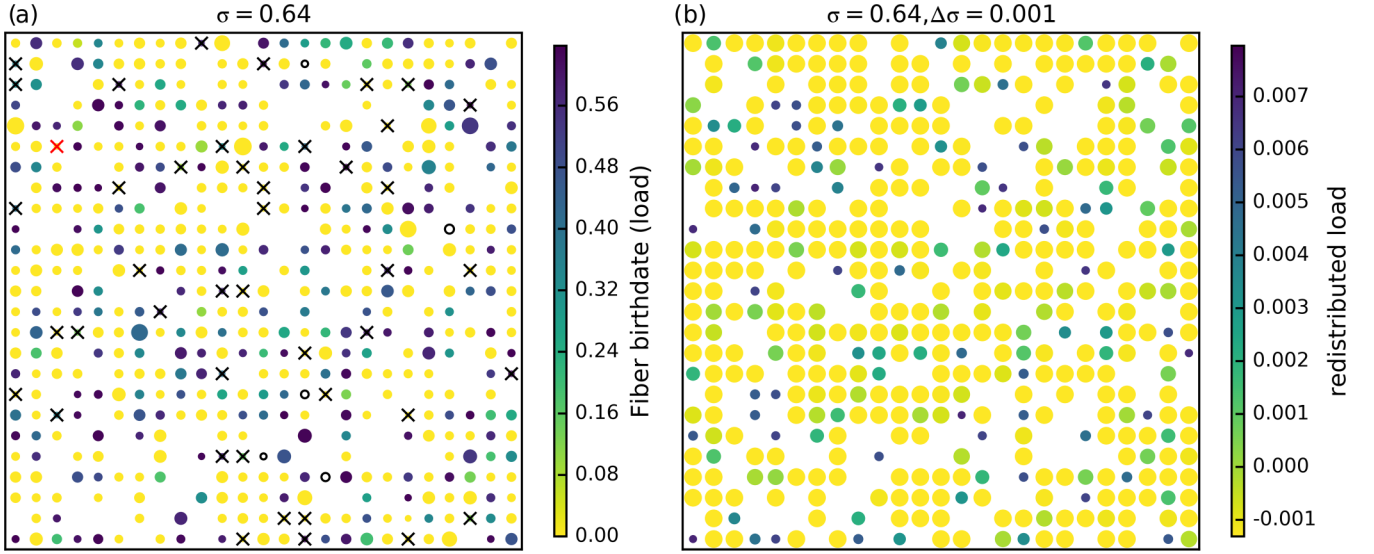 (a)
σ = 0.64
0.56
0.48
0.40
0.32
0.24
0.16
0.08
0.00
Fiber birthdate (load)
(b)
σ = 0.64,Δσ = 0.001
0.007
0.006
0.005
0.004
0.003
0.002
0.001
0.000
-0.001
redistributed load